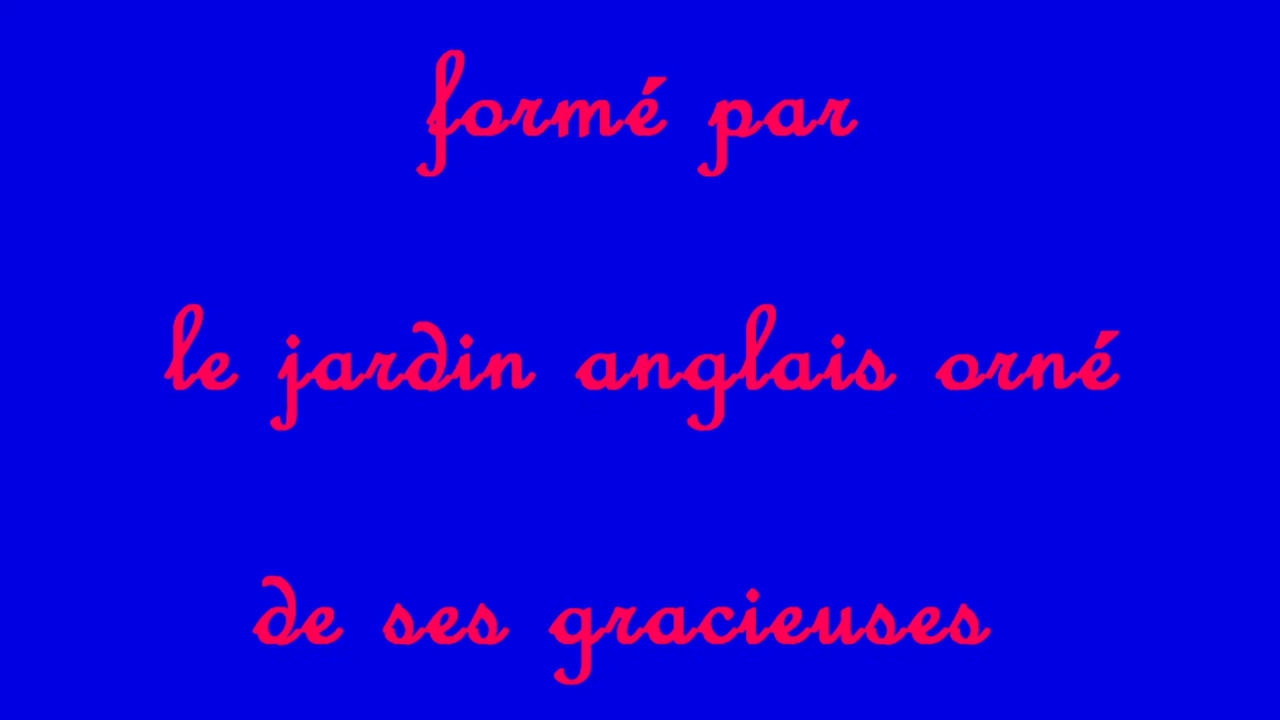 formé par
le jardin anglais orné
de ses gracieuses